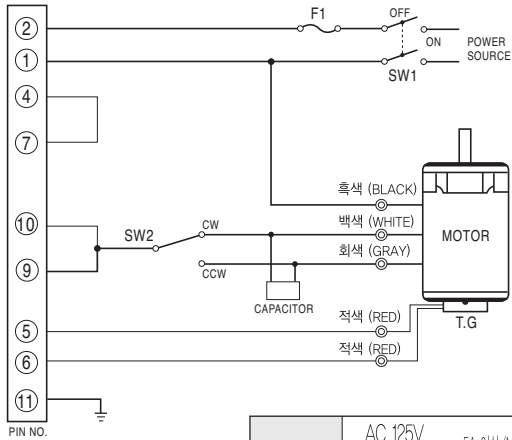 ② F1 OFF
ON POWER
SOURCE
① SW1
④
⑦
흑색 (BLACK)
백색 (WHITE)
회색 (GRAY)
MOTOR
⑩ SW2 CW
⑨ CCW
CAPACITOR
⑤ 적색 (RED)
T.G
⑥ 적색 (RED)
⑪
PIN NO.
AC 125V